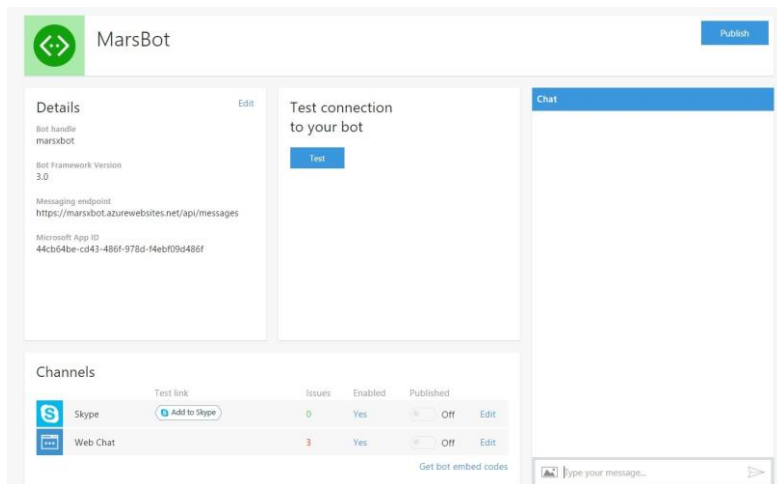 MarsBot
Publish
Details
Edit
Bot handle
marsxbot
Bot Framework Version
3.0
Messaging endpoint
https://marsxbot.azurewebsites.net/api/messages
Microsoft App ID
44cb64be-cd43-486f-978d-f4ebf09d486f
Test connection
to your bot
Test
Chat
Channels
Test link Issues Enabled Published
Skype Add to Skype 0 Yes Off Edit
Web Chat 3 Yes Off Edit
Get bot embed codes
Type your message...